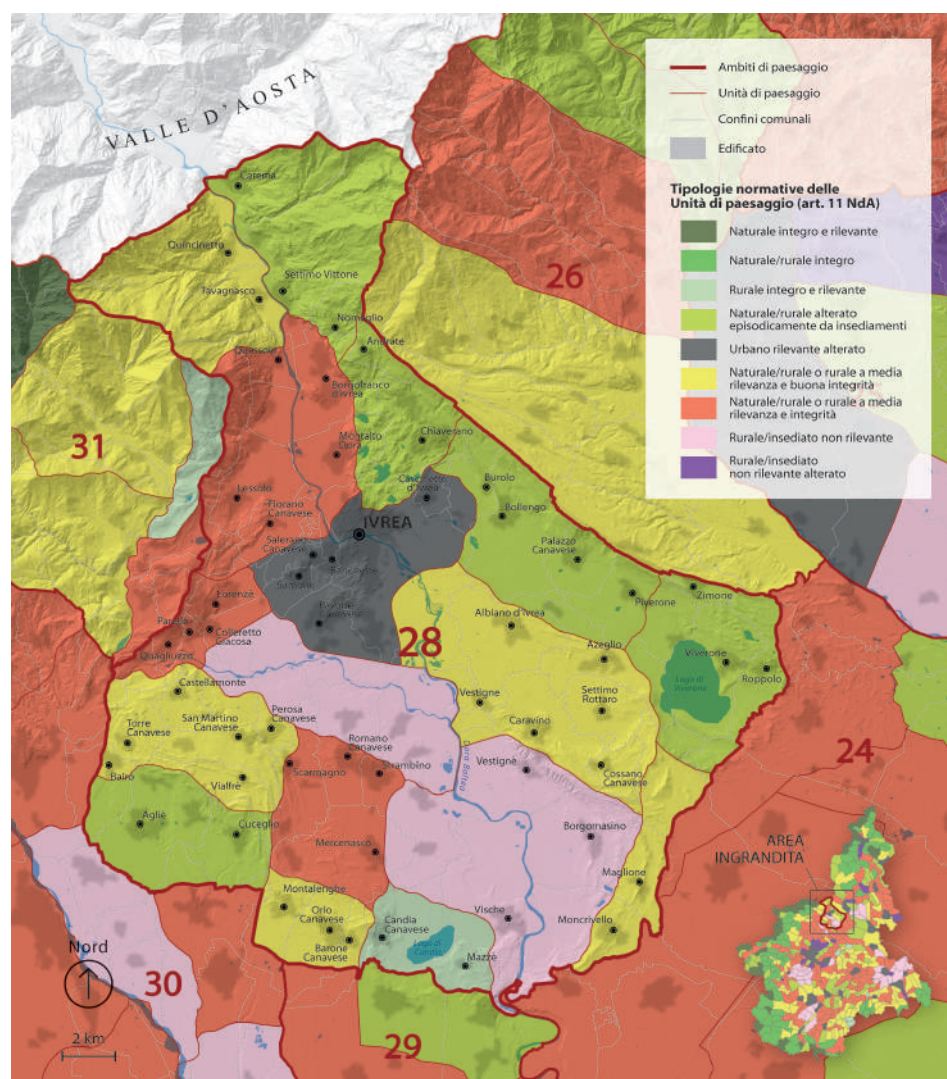 VALLE D'AOSTA
Ambiti di paesaggio
Unità di paesaggio
Confini comunali
Edificato
Tipologie normative delle
Unità di paesaggio (art. 11 NdA)
Naturale integro e rilevante
Naturale/rurale integro
Rurale integro e rilevante
Naturale/rurale alterato
episodicamente da insediamenti
Urbano rilevante alterato
Naturale/rurale o rurale a media
rilevanza e buona integrità
Naturale/rurale o rurale a media
rilevanza e integrità
Rurale/insediato non rilevante
Rurale/insediato
non rilevante alterato
Carema
Quincinetto
26
Settimo Vittone
Tavagnasco
Nomaglio
Andrate
Quassolo
Borgofranco
d'Ivrea
31
Chiaverano
Montalto
Dora
Cascinette
d'Ivrea
Burolo
Lessolo
Fiorano
Canavese
Bollengo
IVREA
Salerano
Canavese
Banchette
Palazzo
Canavese
Samone
Piverone
Zimone
Loranzè
Pavone
Canavese
Albiano d'Ivrea
Parella
Colleretto
Giacosa
28
Azeglio
Quagliuzzo
Viverone
Roppolo
Lago di
Viverone
Castellamonte
Vestignè
Settimo
Rottaro
Torre
Canavese
San Martino
Canavese
Perosa
Canavese
Caravino
Romano
Canavese
Dora Baltea
Vestignè
24
Bairo
Scarmagno
Strambino
Cossano
Canavese
Vialfrè
Agliè
Cuceglio
Borgomasino
AREA
INGRANDITA
Mercenasco
Maglione
Montalenghe
Orio
Canavese
Candia
Canavese
Vische
Moncrivello
Barone
Canavese
Lago di
Candia
Mazzè
Nord
30
29
2 km